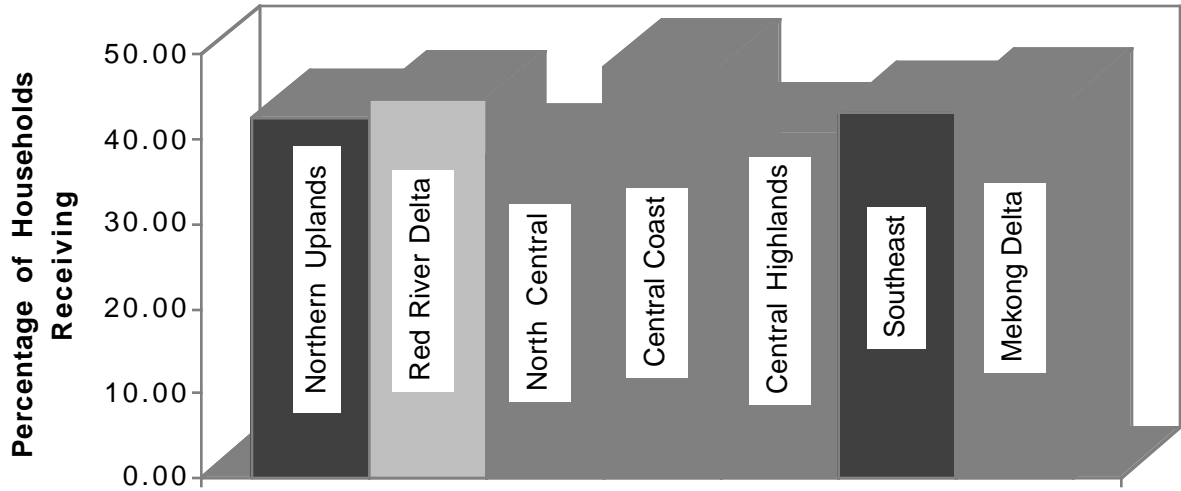 Percentage of Households
Receiving
50.00
40.00
30.00
20.00
10.00
0.00
Northern Uplands
Red River Delta
North Central
Central Coast
Central Highlands
Southeast
Mekong Delta